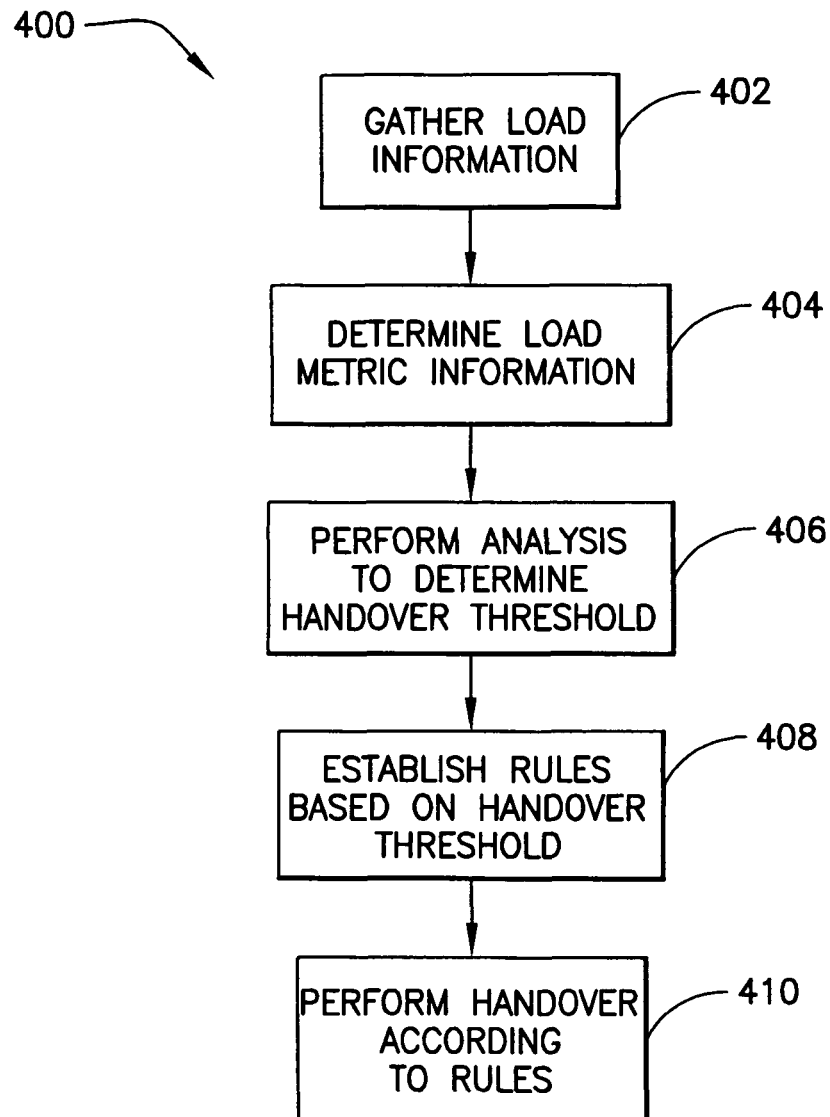 400
402
GATHER LOAD
INFORMATION
404
DETERMINE LOAD
METRIC INFORMATION
406
PERFORM ANALYSIS
TO DETERMINE
HANDOVER THRESHOLD
408
ESTABLISH RULES
BASED ON HANDOVER
THRESHOLD
410
PERFORM HANDOVER
ACCORDING
TO RULES